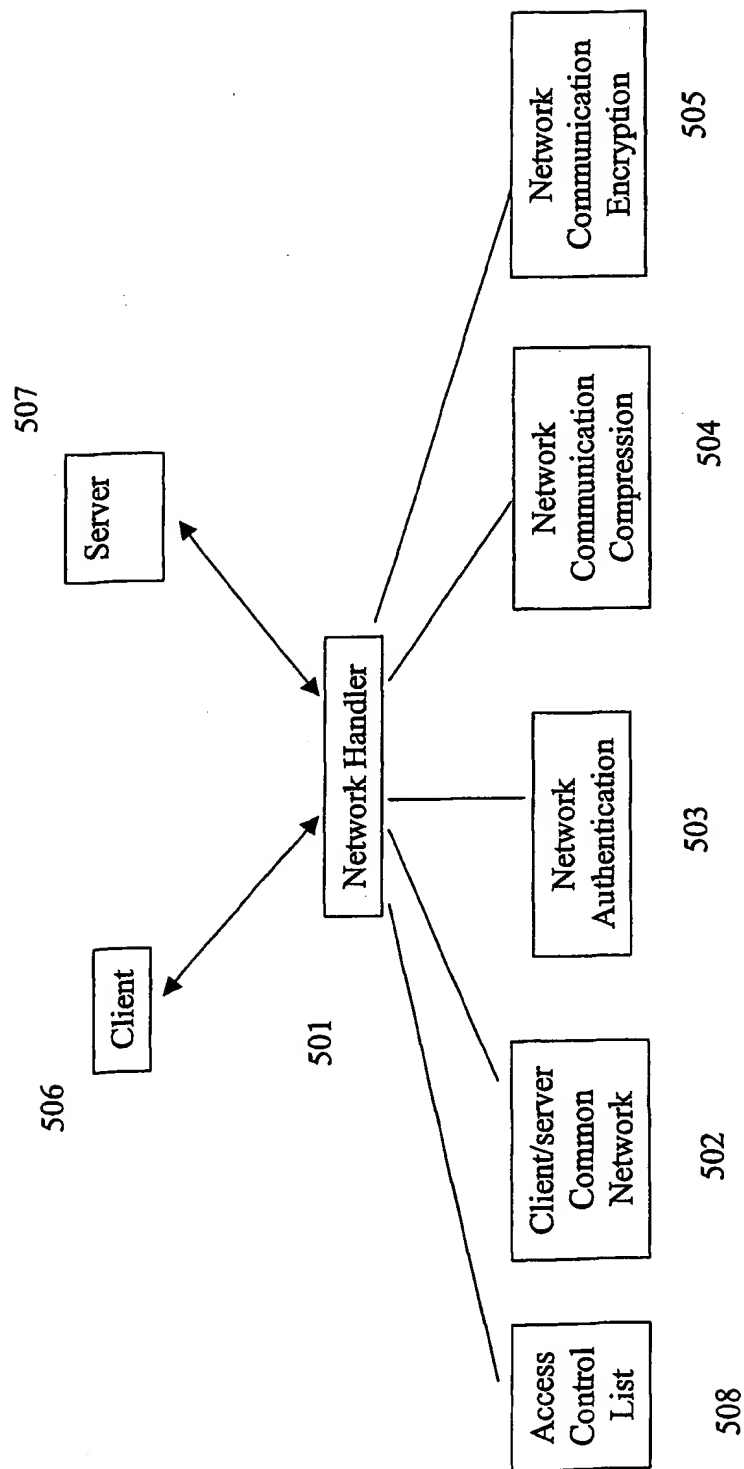 506
Client
507
Server
501
Network Handler
Access
Control
List
508
Client/server
Common
Network
502
Network
Authentication
503
Network
Communication
Compression
504
Network
Communication
Encryption
505